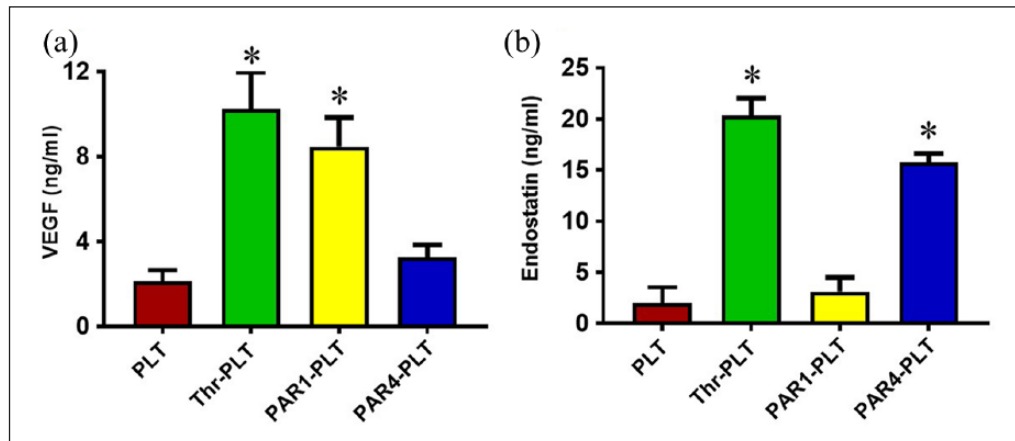 (a)
VEGF (ng/ml)
12
8
4
0
*
*
PLT
Thr-PLT
PAR1-PLT
PAR4-PLT
(b)
Endostatin (ng/ml)
25
20
15
10
5
0
*
*
PLT
Thr-PLT
PAR1-PLT
PAR4-PLT